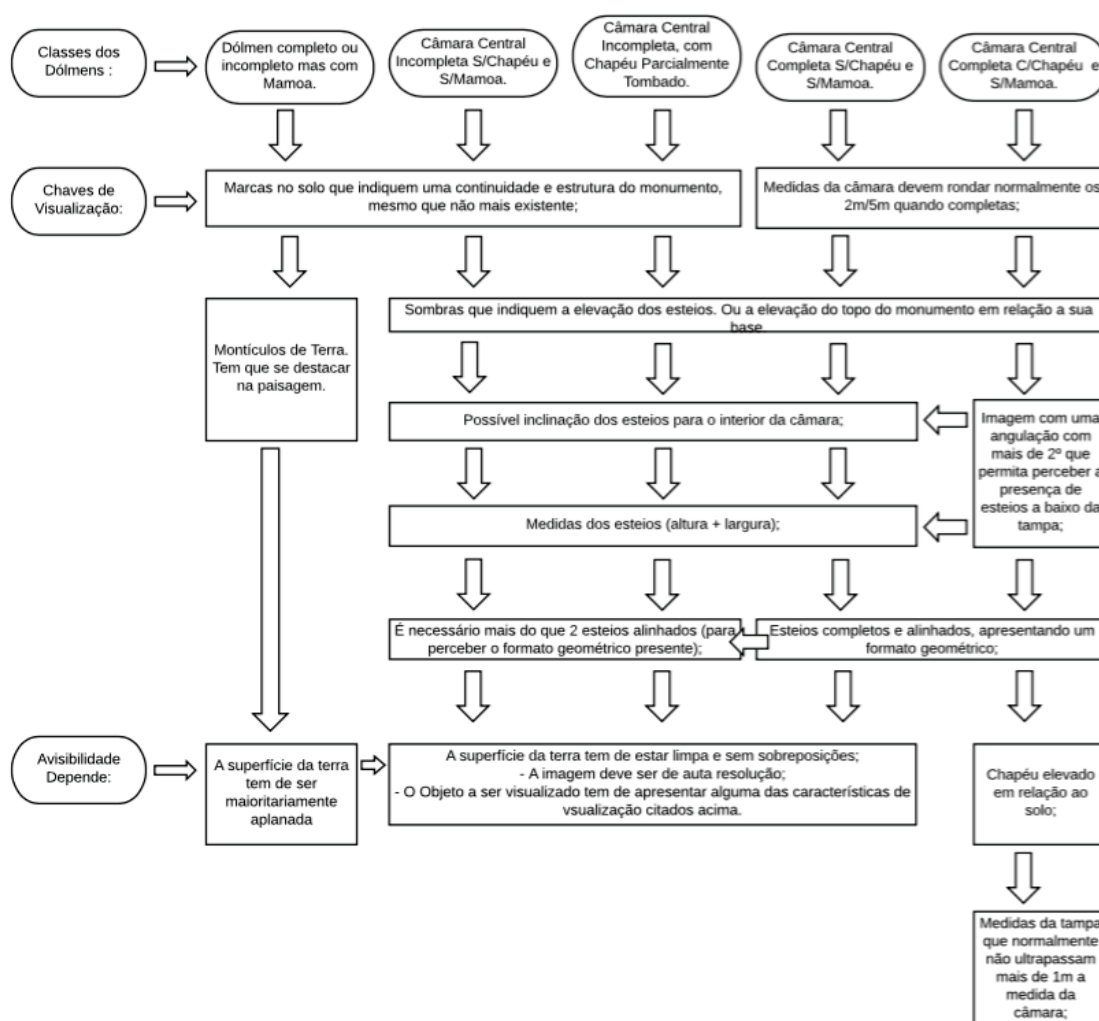 Classes dos
Dólmens :
Dólmen completo ou
incompleto mas com
Mamoa.
Câmara Central
Incompleta S/Chapéu e
S/Mamoa.
Câmara Central
Incompleta, com
Chapéu Parcialmente
Tombado.
Câmara Central
Completa S/Chapéu e
S/Mamoa.
Câmara Central
Completa C/Chapéu e
S/Mamoa.
Chaves de
Visualização:
Marcas no solo que indiquem uma continuidade e estrutura do monumento,
mesmo que não mais existente;
Medidas da câmara devem rondar normalmente os
2m/5m quando completas;
Montículos de Terra.
Tem que se destacar
na paisagem.
Sombras que indiquem a elevação dos esteios. Ou a elevação do topo do monumento em relação a sua
base.
Possível inclinação dos esteios para o interior da câmara;
Imagem com uma
angulação com
mais de 2º que
permita perceber a
presença de
esteios a baixo da
tampa;
Medidas dos esteios (altura + largura);
É necessário mais do que 2 esteios alinhados (para
perceber o formato geométrico presente);
Esteios completos e alinhados, apresentando um
formato geométrico;
Avisibilidade
Depende:
A superfície da terra
tem de ser
maioritariamente
aplanada
A superfície da terra tem de estar limpa e sem sobreposições;
- A imagem deve ser de auta resolução;
- O Objeto a ser visualizado tem de apresentar alguma das características de
vsualização citados acima.
Chapéu elevado
em relação ao
solo;
Medidas da tampa
que normalmente
não ultrapassam
mais de 1m a
medida da
câmara;